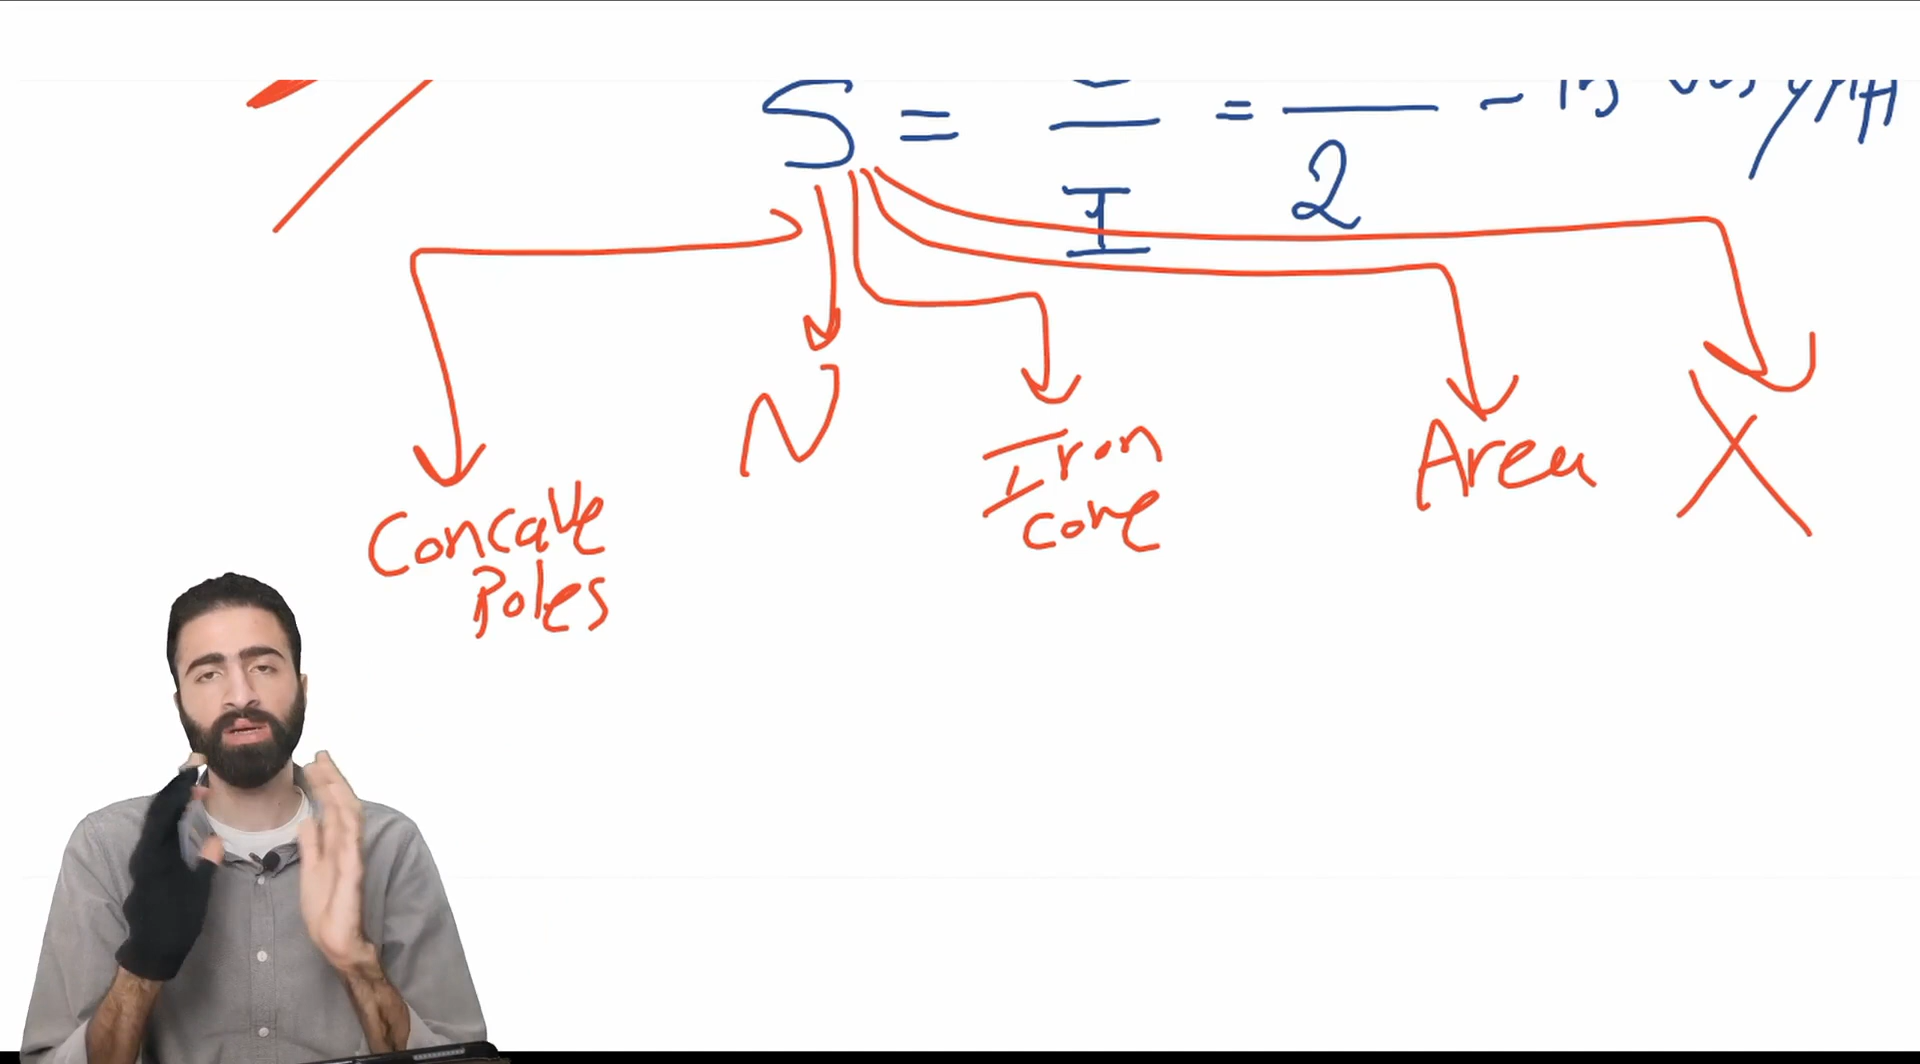 S = — = —
I
2
N
Iron
core
Area
X
Concave
Poles